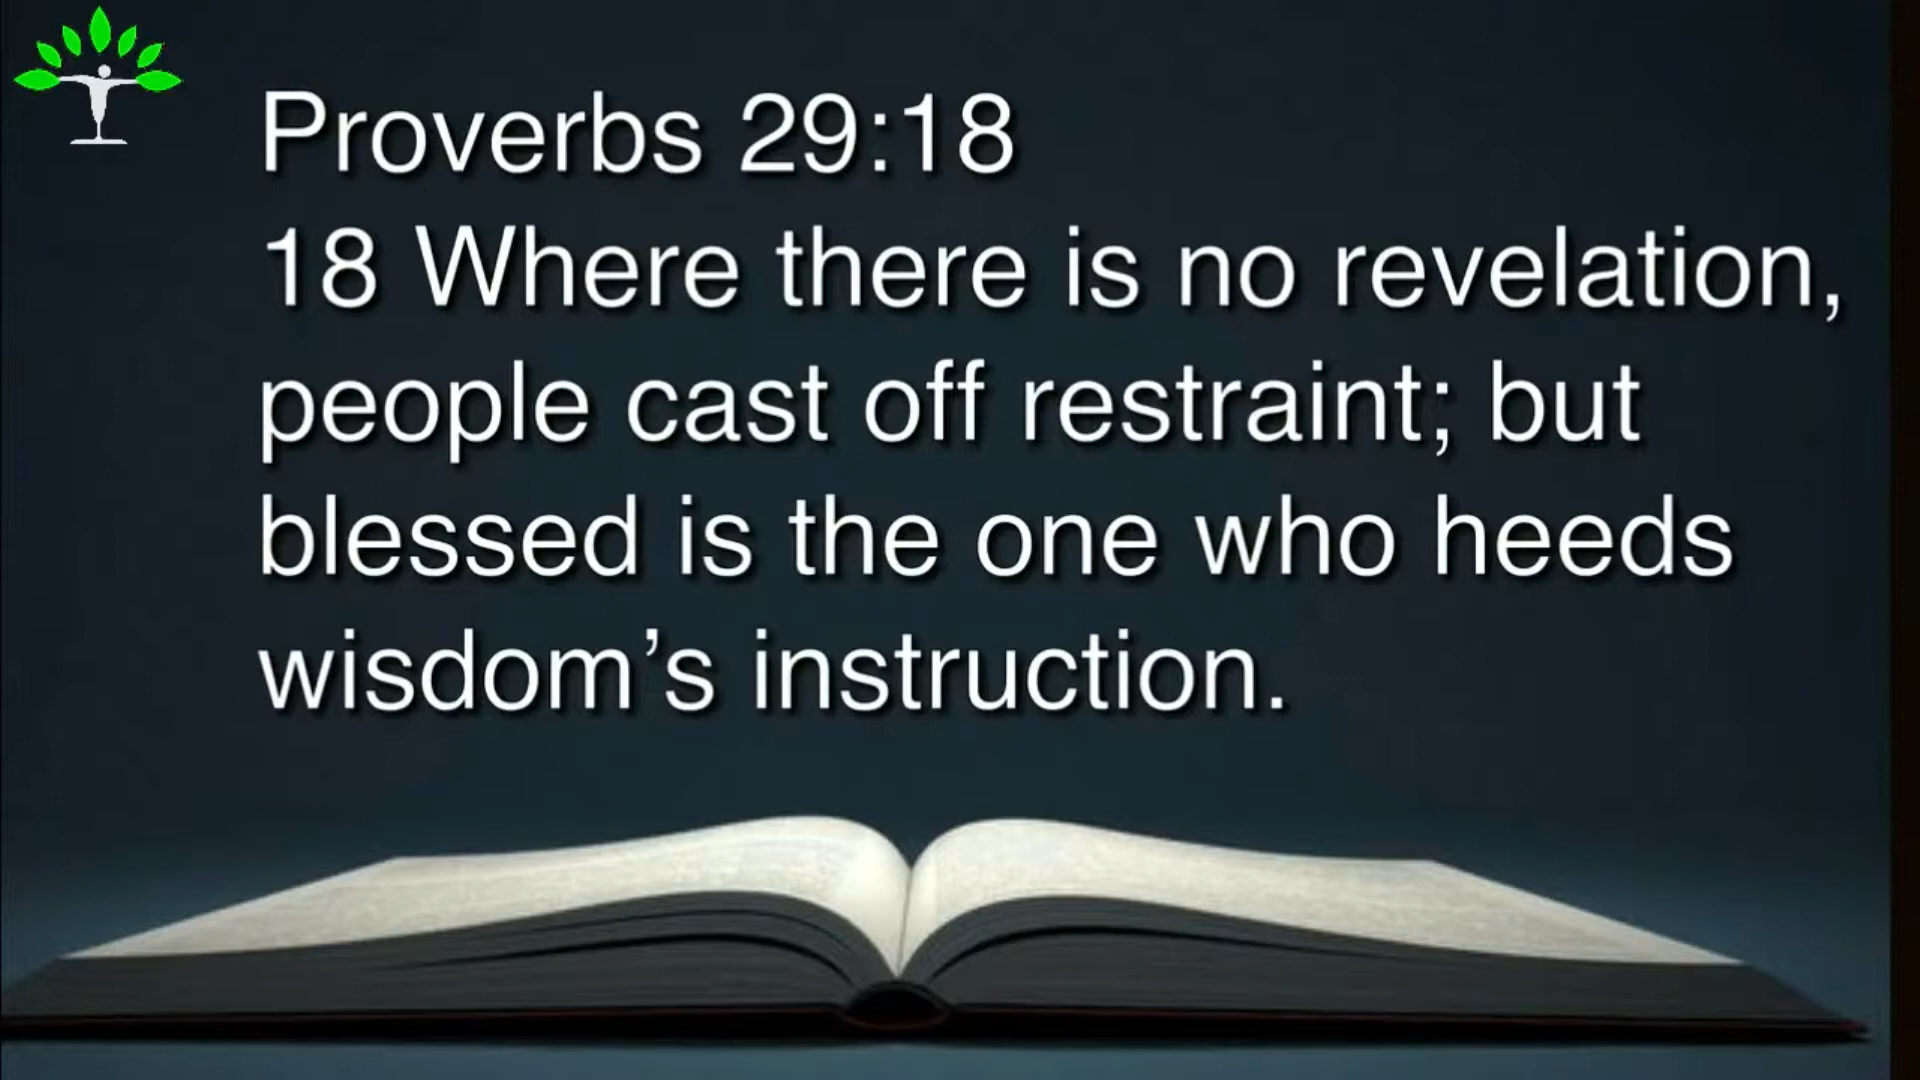 Proverbs 29:18
18 Where there is no revelation,
people cast off restraint; but
blessed is the one who heeds
wisdom’s instruction.